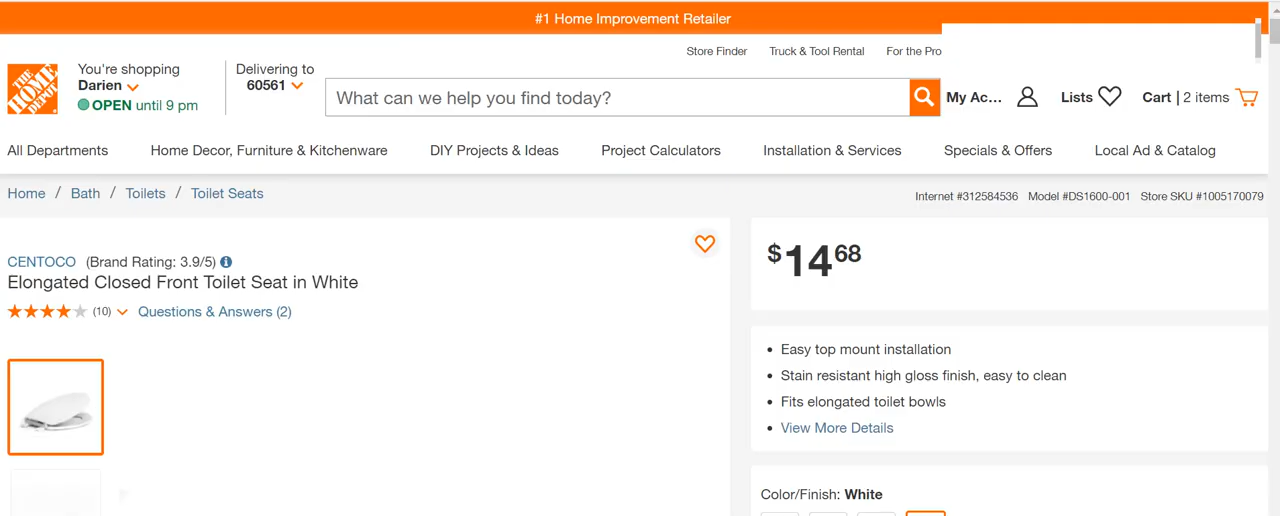 #1 Home Improvement Retailer
Store Finder Truck & Tool Rental For the Pro
THE HOME DEPOT
You're shopping
Darien
OPEN until 9 pm
Delivering to
60561
What can we help you find today?
My Ac...
Lists
Cart | 2 items
All Departments Home Decor, Furniture & Kitchenware DIY Projects & Ideas Project Calculators Installation & Services Specials & Offers Local Ad & Catalog
Home / Bath / Toilets / Toilet Seats
Internet #312584536 Model #DS1600-001 Store SKU #1005170079
CENTOCO (Brand Rating: 3.9/5)
Elongated Closed Front Toilet Seat in White
(10) Questions & Answers (2)
$14 68
• Easy top mount installation
• Stain resistant high gloss finish, easy to clean
• Fits elongated toilet bowls
• View More Details
Color/Finish: White